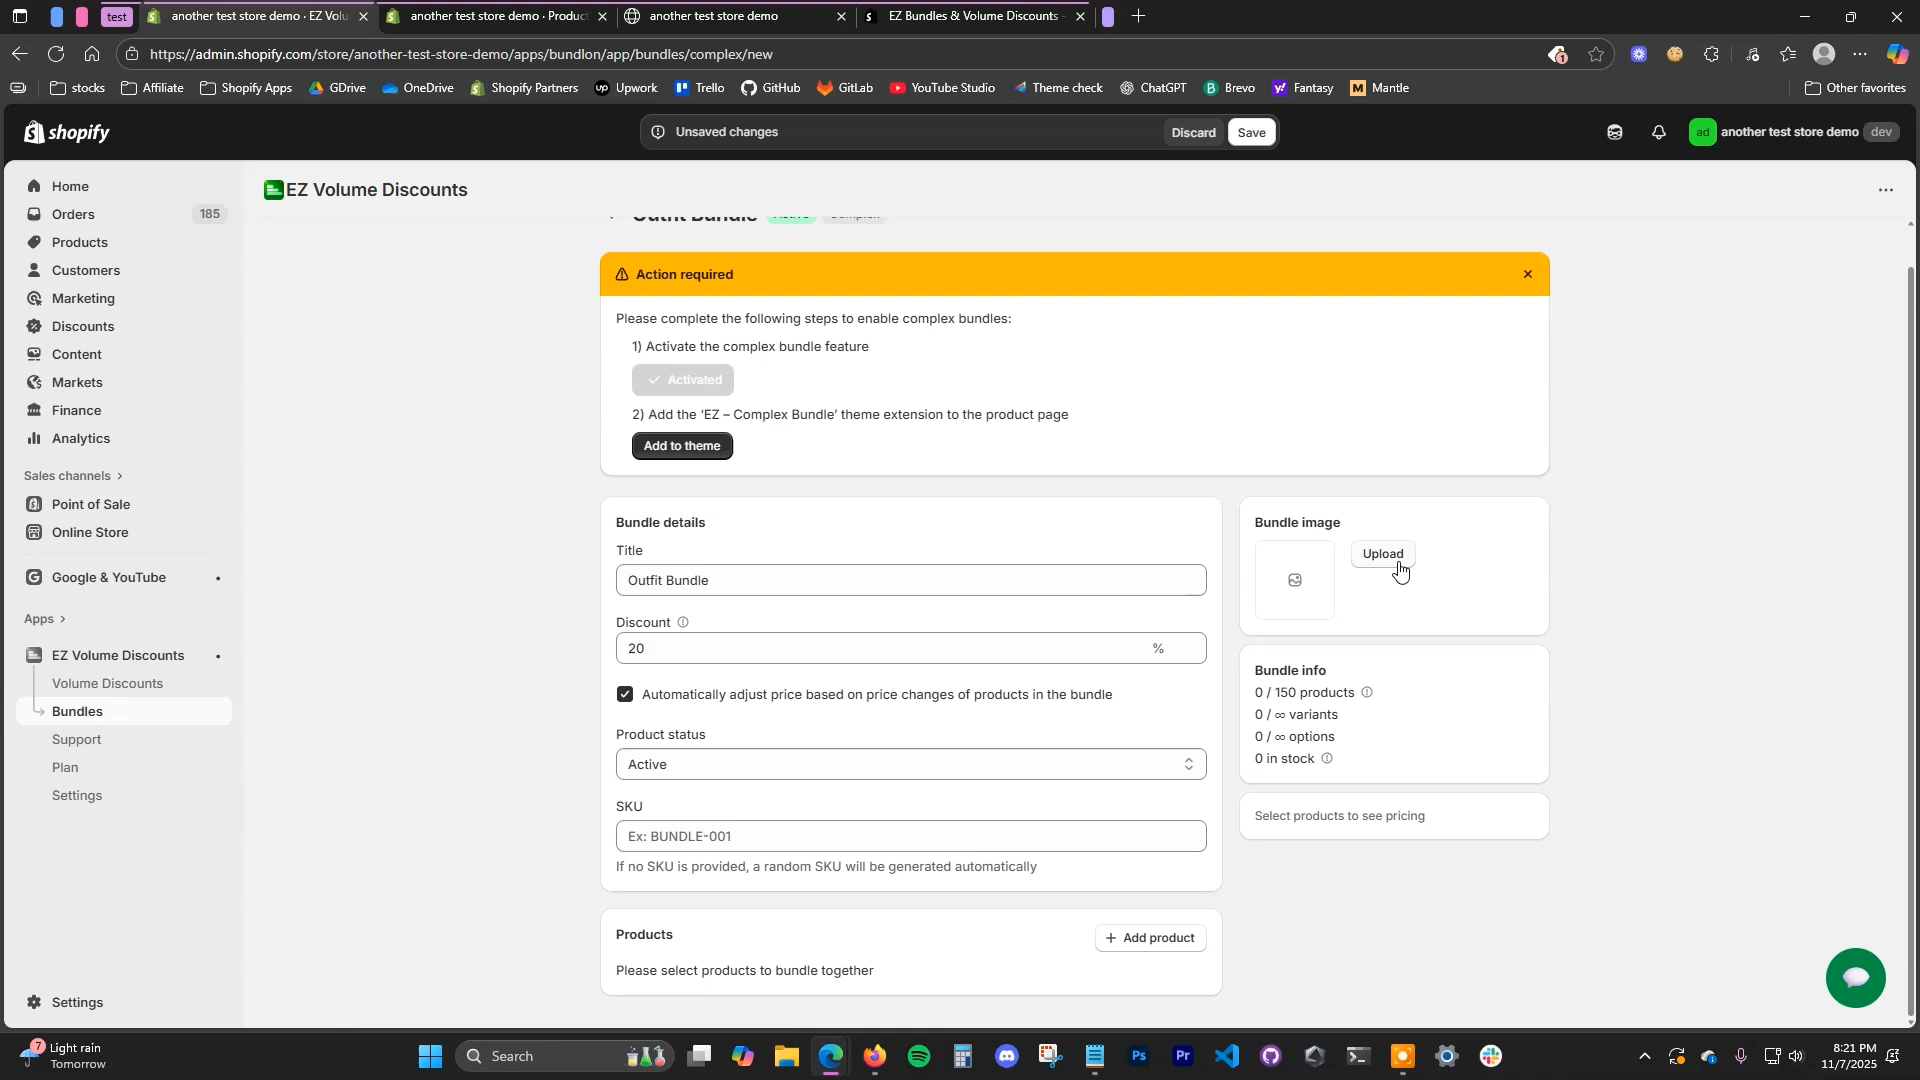 test
another test store demo · EZ Volu
another test store demo · Produc
another test store demo
EZ Bundles & Volume Discounts
https://admin.shopify.com/store/another-test-store-demo/apps/bundlon/app/bundles/complex/new
1
stocks
Affiliate
Shopify Apps
GDrive
OneDrive
Shopify Partners
up Upwork
Trello
GitHub
GitLab
YouTube Studio
Theme check
ChatGPT
B Brevo
Fantasy
M Mantle
Other favorites
shopify
Unsaved changes
Discard
Save
ad another test store demo dev
Home
Orders 185
Products
Customers
Marketing
Discounts
Content
Markets
Finance
Analytics
Sales channels
Point of Sale
Online Store
Google & YouTube
Apps
EZ Volume Discounts
Volume Discounts
Bundles
Support
Plan
Settings
Settings
EZ Volume Discounts
Outfit Bundle Active Complex
Action required
Please complete the following steps to enable complex bundles:
1) Activate the complex bundle feature
Activated
2) Add the ‘EZ – Complex Bundle’ theme extension to the product page
Add to theme
Bundle details
Title
Outfit Bundle
Discount
20 %
Automatically adjust price based on price changes of products in the bundle
Product status
Active
SKU
Ex: BUNDLE-001
If no SKU is provided, a random SKU will be generated automatically
Products
Add product
Please select products to bundle together
Bundle image
Upload
Bundle info
0 / 150 products
0 / ∞ variants
0 / ∞ options
0 in stock
Select products to see pricing
7
Light rain
Tomorrow
Search
Ps
Pr
8:21 PM
11/7/2025